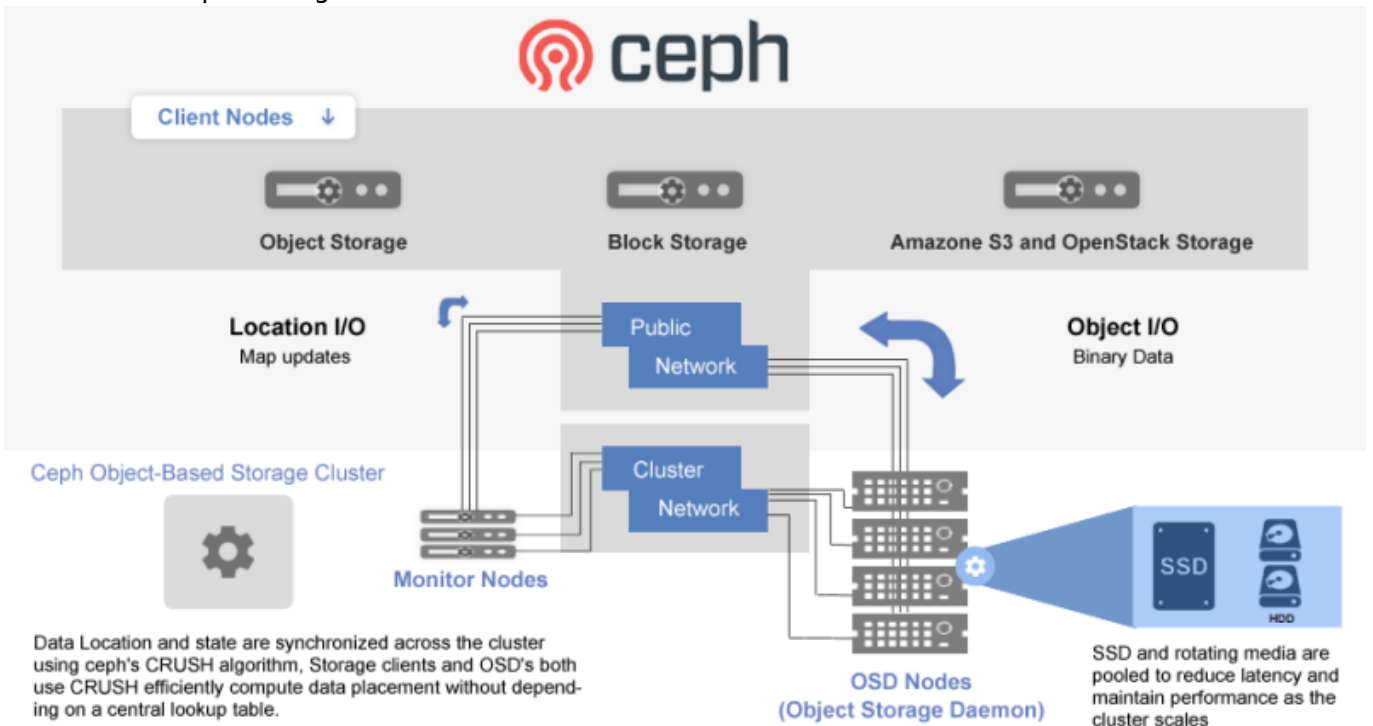 ceph
Client Nodes ↓
Object Storage
Block Storage
Amazone S3 and OpenStack Storage
Location I/O
Map updates
Public
Network
Object I/O
Binary Data
Ceph Object-Based Storage Cluster
Cluster
Network
Monitor Nodes
SSD
HDD
Data Location and state are synchronized across the cluster
using ceph's CRUSH algorithm, Storage clients and OSD's both
use CRUSH efficiently compute data placement without depend-
ing on a central lookup table.
OSD Nodes
(Object Storage Daemon)
SSD and rotating media are
pooled to reduce latency and
maintain performance as the
cluster scales